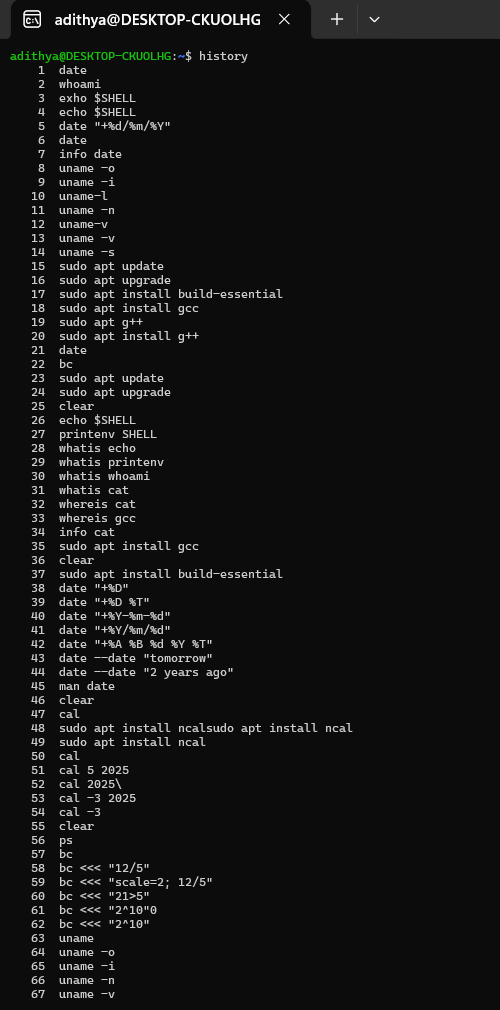 adithya@DESKTOP-CKUOLHG
adithya@DESKTOP-CKUOLHG:~$ history
1 date
2 whoami
3 exho $SHELL
4 echo $SHELL
5 date "+%d/%m/%Y"
6 date
7 info date
8 uname -o
9 uname -i
10 uname-l
11 uname -n
12 uname-v
13 uname -v
14 uname -s
15 sudo apt update
16 sudo apt upgrade
17 sudo apt install build-essential
18 sudo apt install gcc
19 sudo apt g++
20 sudo apt install g++
21 date
22 bc
23 sudo apt update
24 sudo apt upgrade
25 clear
26 echo $SHELL
27 printenv SHELL
28 whatis echo
29 whatis printenv
30 whatis whoami
31 whatis cat
32 whereis cat
33 whereis gcc
34 info cat
35 sudo apt install gcc
36 clear
37 sudo apt install build-essential
38 date "+%D"
39 date "+%D %T"
40 date "+%Y-%m-%d"
41 date "+%Y/%m/%d"
42 date "+%A %B %d %Y %T"
43 date --date "tomorrow"
44 date --date "2 years ago"
45 man date
46 clear
47 cal
48 sudo apt install ncalsudo apt install ncal
49 sudo apt install ncal
50 cal
51 cal 5 2025
52 cal 2025\
53 cal -3 2025
54 cal -3
55 clear
56 ps
57 bc
58 bc <<< "12/5"
59 bc <<< "scale=2; 12/5"
60 bc <<< "21>5"
61 bc <<< "2^10"0
62 bc <<< "2^10"
63 uname
64 uname -o
65 uname -i
66 uname -n
67 uname -v